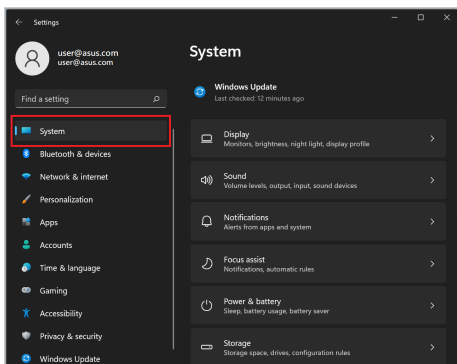 Settings
user@asus.com
user@asus.com
Find a setting
System
Bluetooth & devices
Network & internet
Personalization
Apps
Accounts
Time & language
Gaming
Accessibility
Privacy & security
Windows Update
System
Windows Update
Last checked: 12 minutes ago
Display
Monitors, brightness, night light, display profile
Sound
Volume levels, output, input, sound devices
Notifications
Alerts from apps and system
Focus assist
Notifications, automatic rules
Power & battery
Sleep, battery usage, battery saver
Storage
Storage space, drives, configuration rules